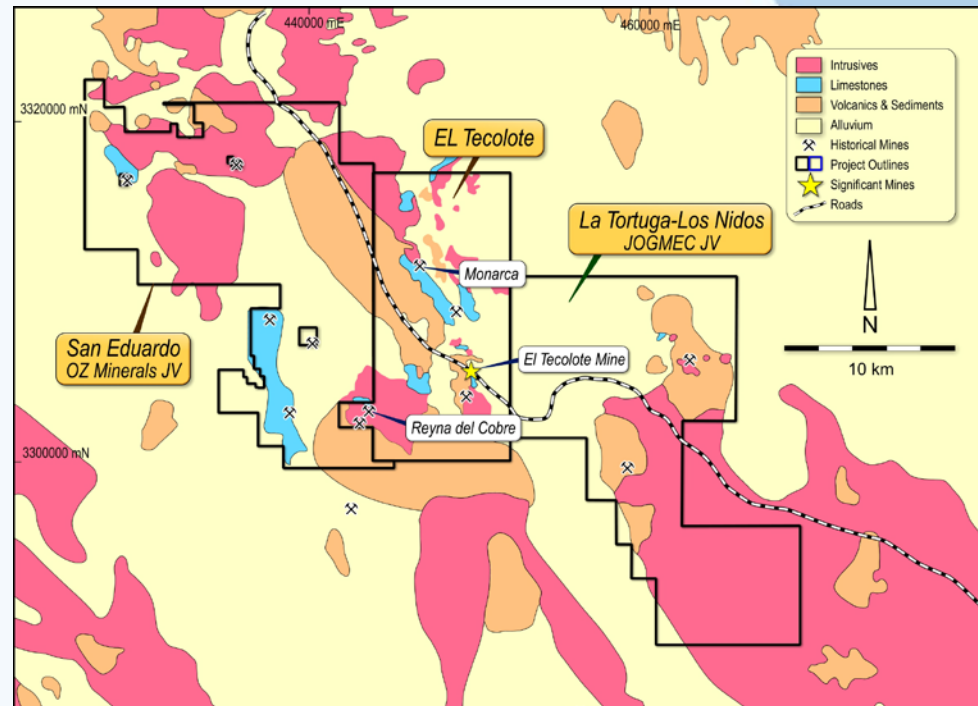 440000 mE
460000 mE
3320000 mN
3300000 mN
Intrusives
Limestones
Volcanics & Sediments
Alluvium
Historical Mines
Project Outlines
Significant Mines
Roads
EL Tecolote
La Tortuga-Los Nidos
JOGMEC JV
Monarca
N
10 km
San Eduardo
OZ Minerals JV
El Tecolote Mine
Reyna del Cobre